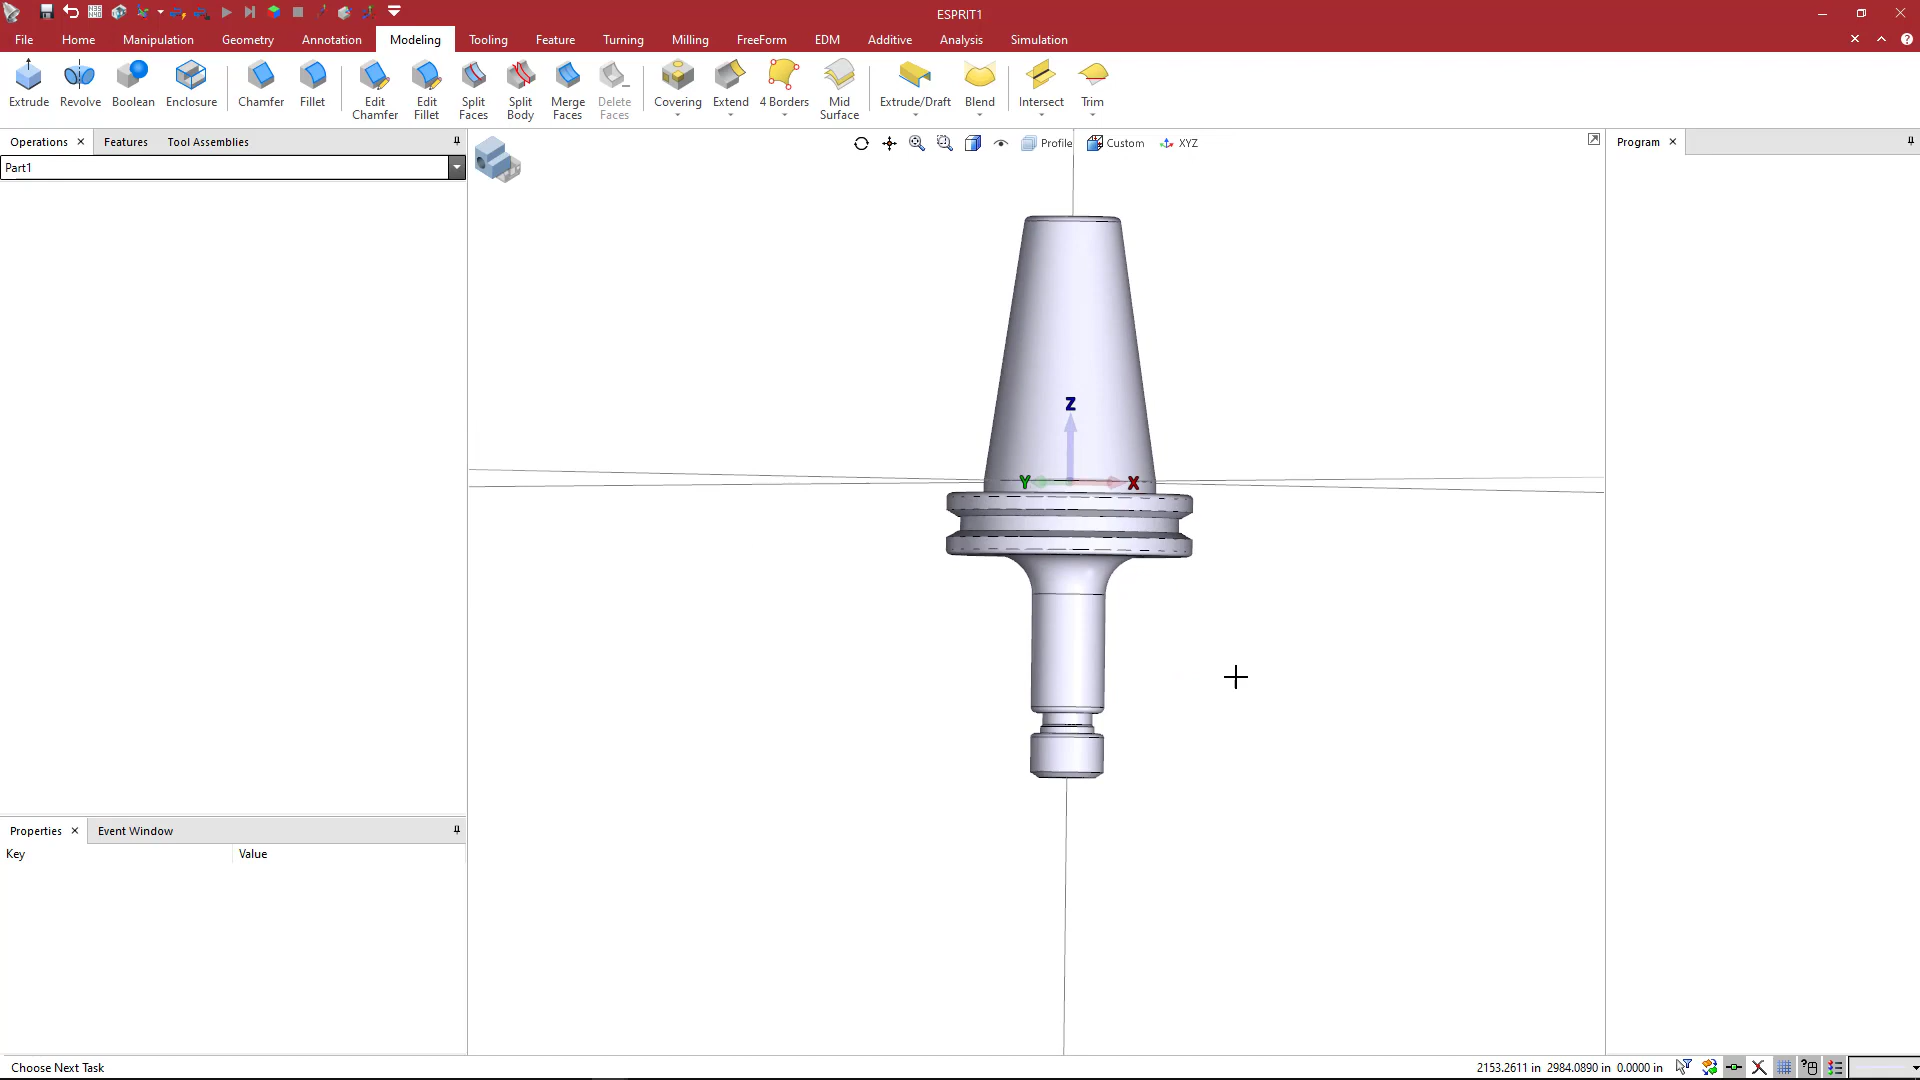 ESPRIT1
File Home Manipulation Geometry Annotation Modeling Tooling Feature Turning Milling FreeForm EDM Additive Analysis Simulation
Extrude Revolve Boolean Enclosure Chamfer Fillet Edit Chamfer Edit Fillet Split Faces Split Body Merge Faces Delete Faces Covering Extend 4 Borders Mid Surface Extrude/Draft Blend Intersect Trim
Operations Features Tool Assemblies
Part1
Profile Custom XYZ
Program
Z
Y X
Properties Event Window
Key Value
Choose Next Task
2153.2611 in 2984.0890 in 0.0000 in